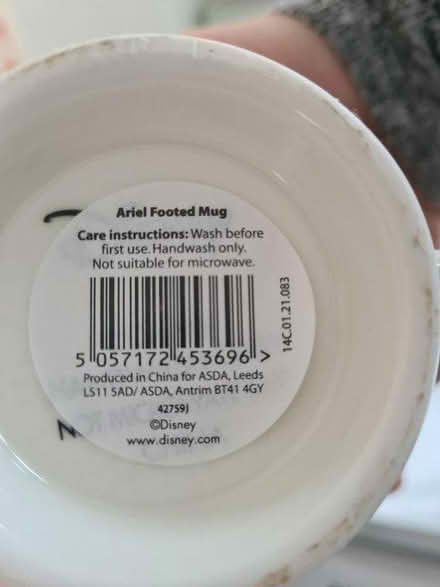 Ariel Footed Mug
Care instructions: Wash before
first use. Handwash only.
Not suitable for microwave.
5 057172 453696 >
14C.01.21.083
Produced in China for ASDA, Leeds
LS11 5AD/ ASDA, Antrim BT41 4GY
42759J
©Disney
www.disney.com